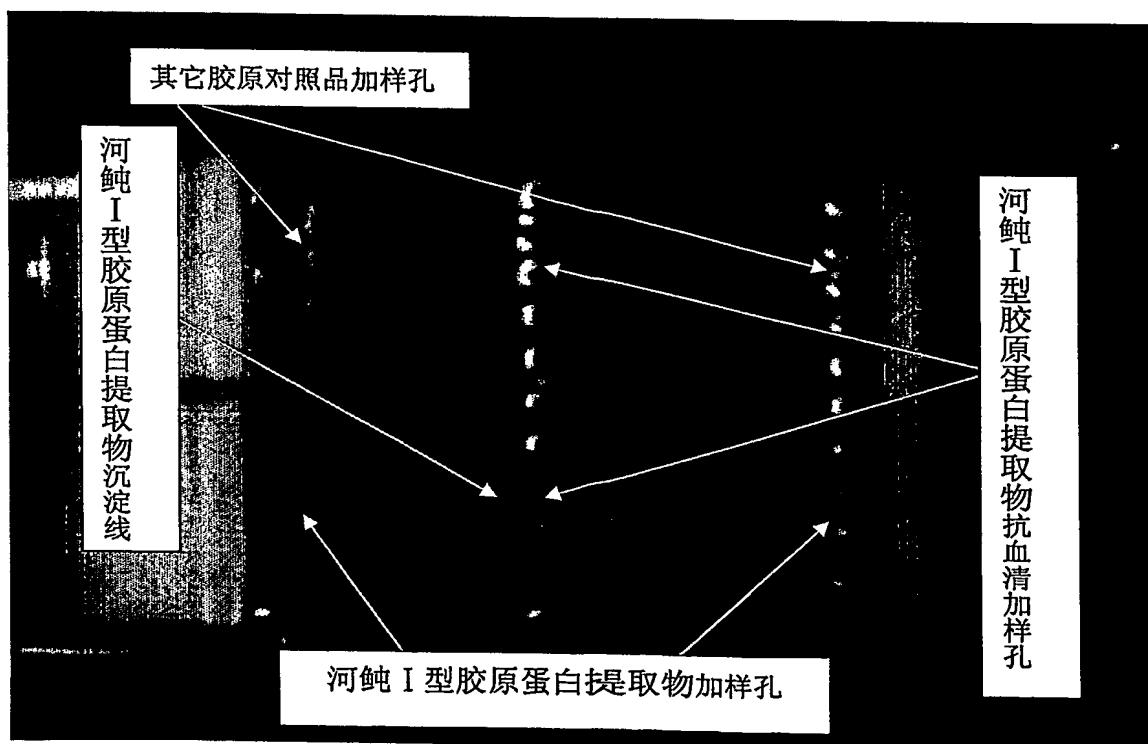 其它胶原对照品加样孔
河鲀Ⅰ型胶原蛋白提取物沉淀线
河鲀Ⅰ型胶原蛋白提取物抗血清加样孔
河鲀Ⅰ型胶原蛋白提取物加样孔